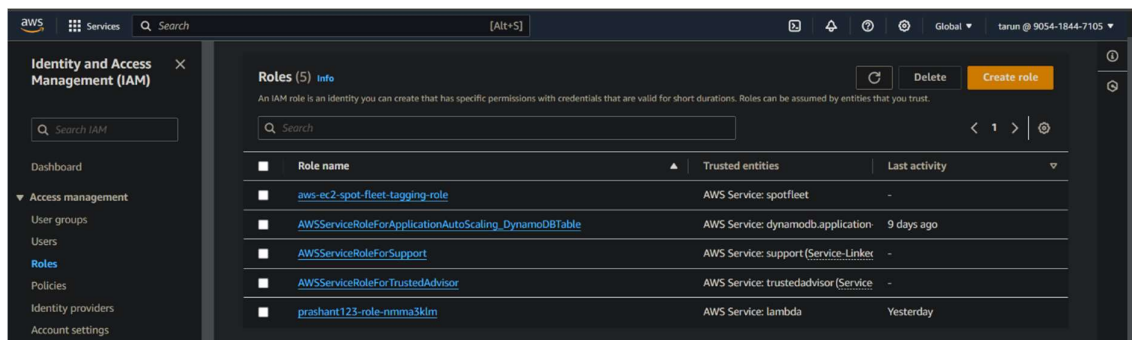 aws Services Search [Alt+S] Global tarun @ 9054-1844-7105
Identity and Access Management (IAM)
Search IAM
Dashboard
Access management
User groups
Users
Roles
Policies
Identity providers
Account settings
Roles (5) Info
Delete
Create role
An IAM role is an identity you can create that has specific permissions with credentials that are valid for short durations. Roles can be assumed by entities that you trust.
Search
1
Role name Trusted entities Last activity
aws-ec2-spot-fleet-tagging-role AWS Service: spotfleet -
AWSServiceRoleForApplicationAutoScaling_DynamoDBTable AWS Service: dynamodb.application- 9 days ago
AWSServiceRoleForSupport AWS Service: support (Service-Linked -
AWSServiceRoleForTrustedAdvisor AWS Service: trustedadvisor (Service -
prashant123-role-nmma3klm AWS Service: lambda Yesterday